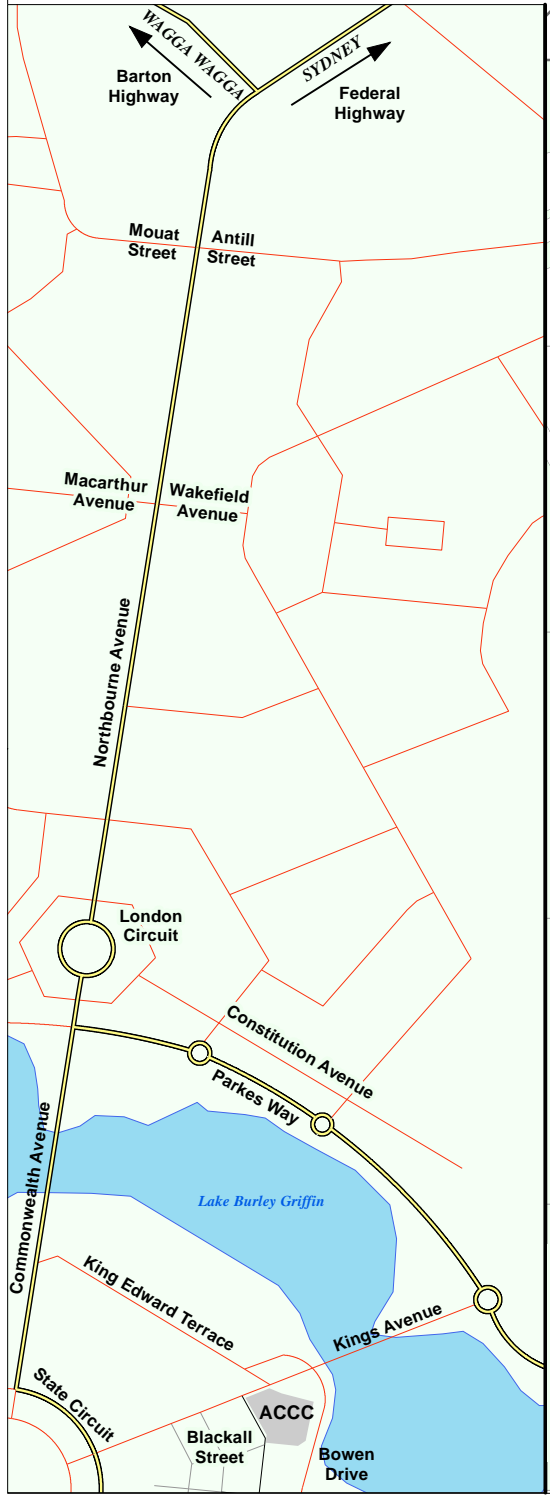 WAGGA WAGGA
SYDNEY
Barton
Highway
Federal
Highway
Mouat
Street
Antill
Street
Macarthur
Avenue
Wakefield
Avenue
Northbourne Avenue
London
Circuit
Constitution Avenue
Parkes Way
Commonwealth Avenue
Lake Burley Griffin
King Edward Terrace
Kings Avenue
State Circuit
ACCC
Blackall
Street
Bowen
Drive